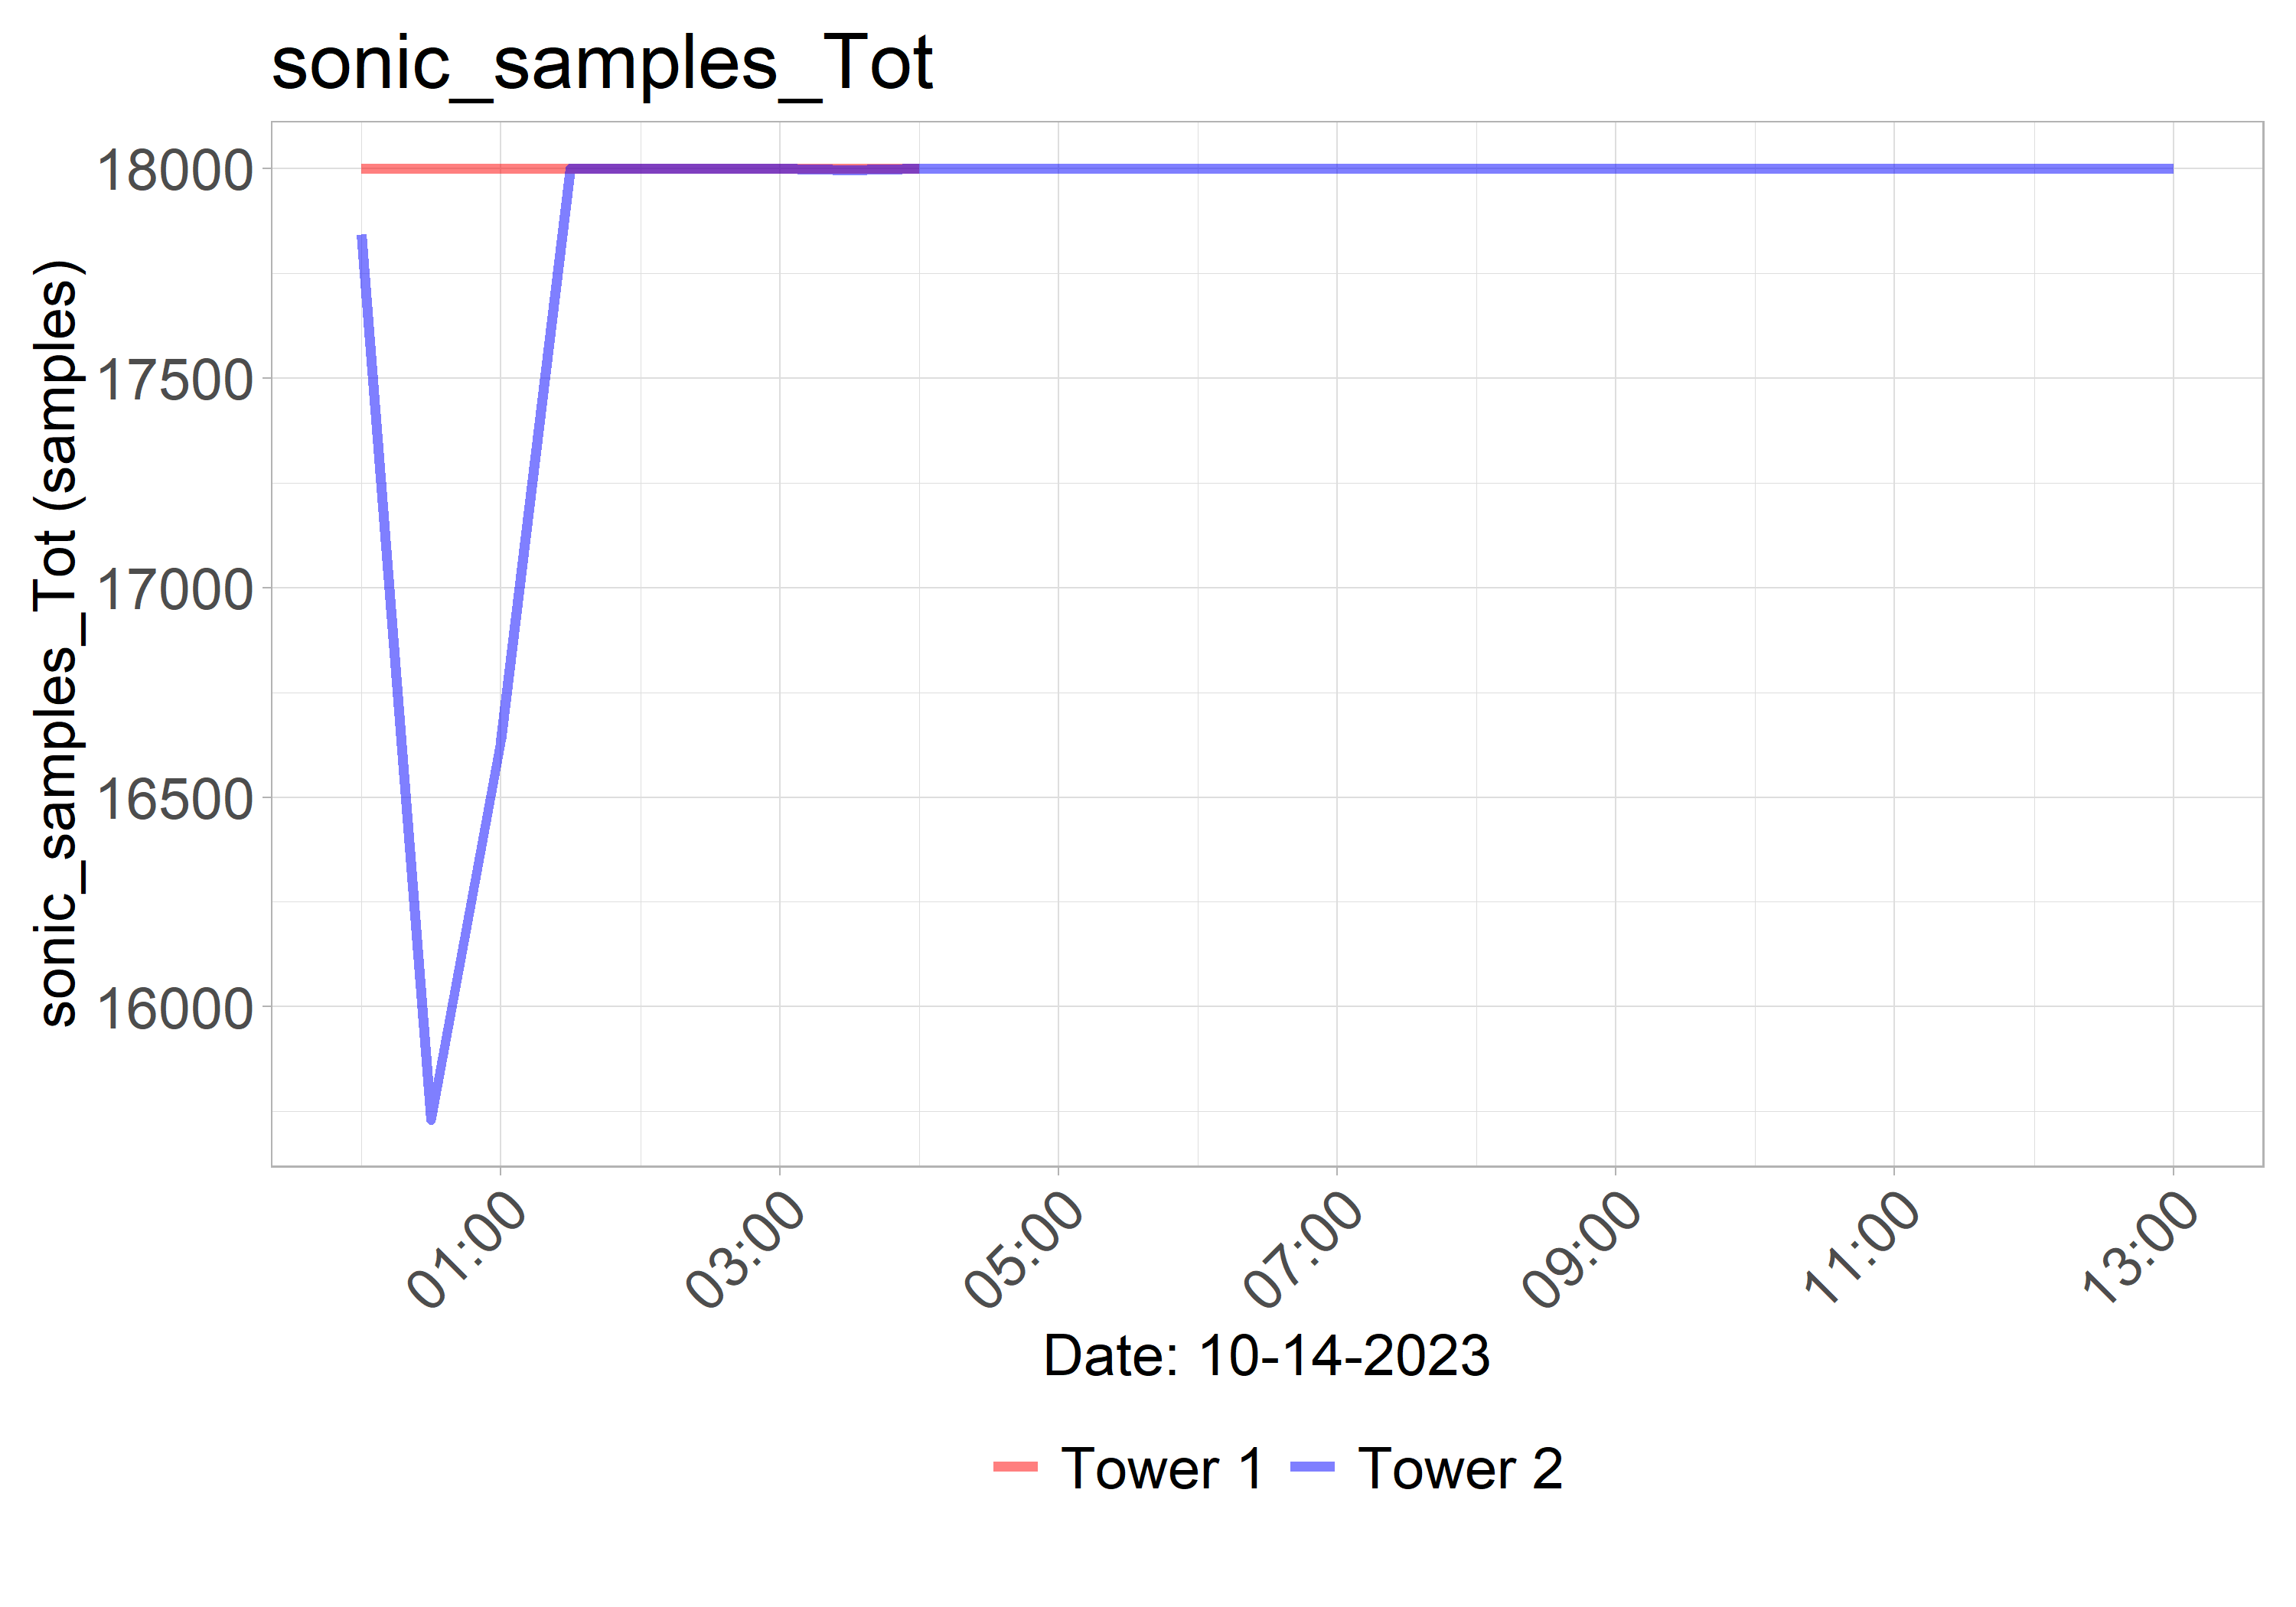 sonic_samples_Tot
sonic_samples_Tot (samples)
18000
17500
17000
16500
16000
01:00
03:00
05:00
07:00
09:00
11:00
13:00
Date: 10-14-2023
Tower 1
Tower 2